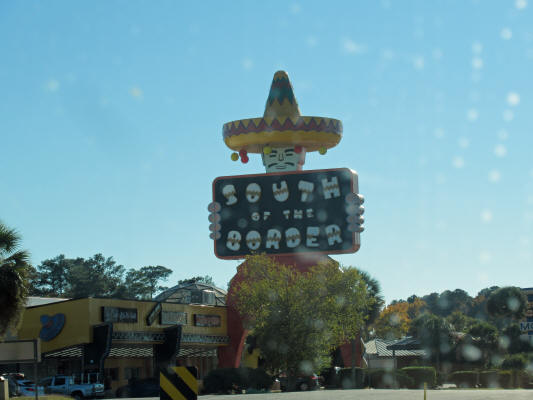 SOUTH
OF THE
BORDER